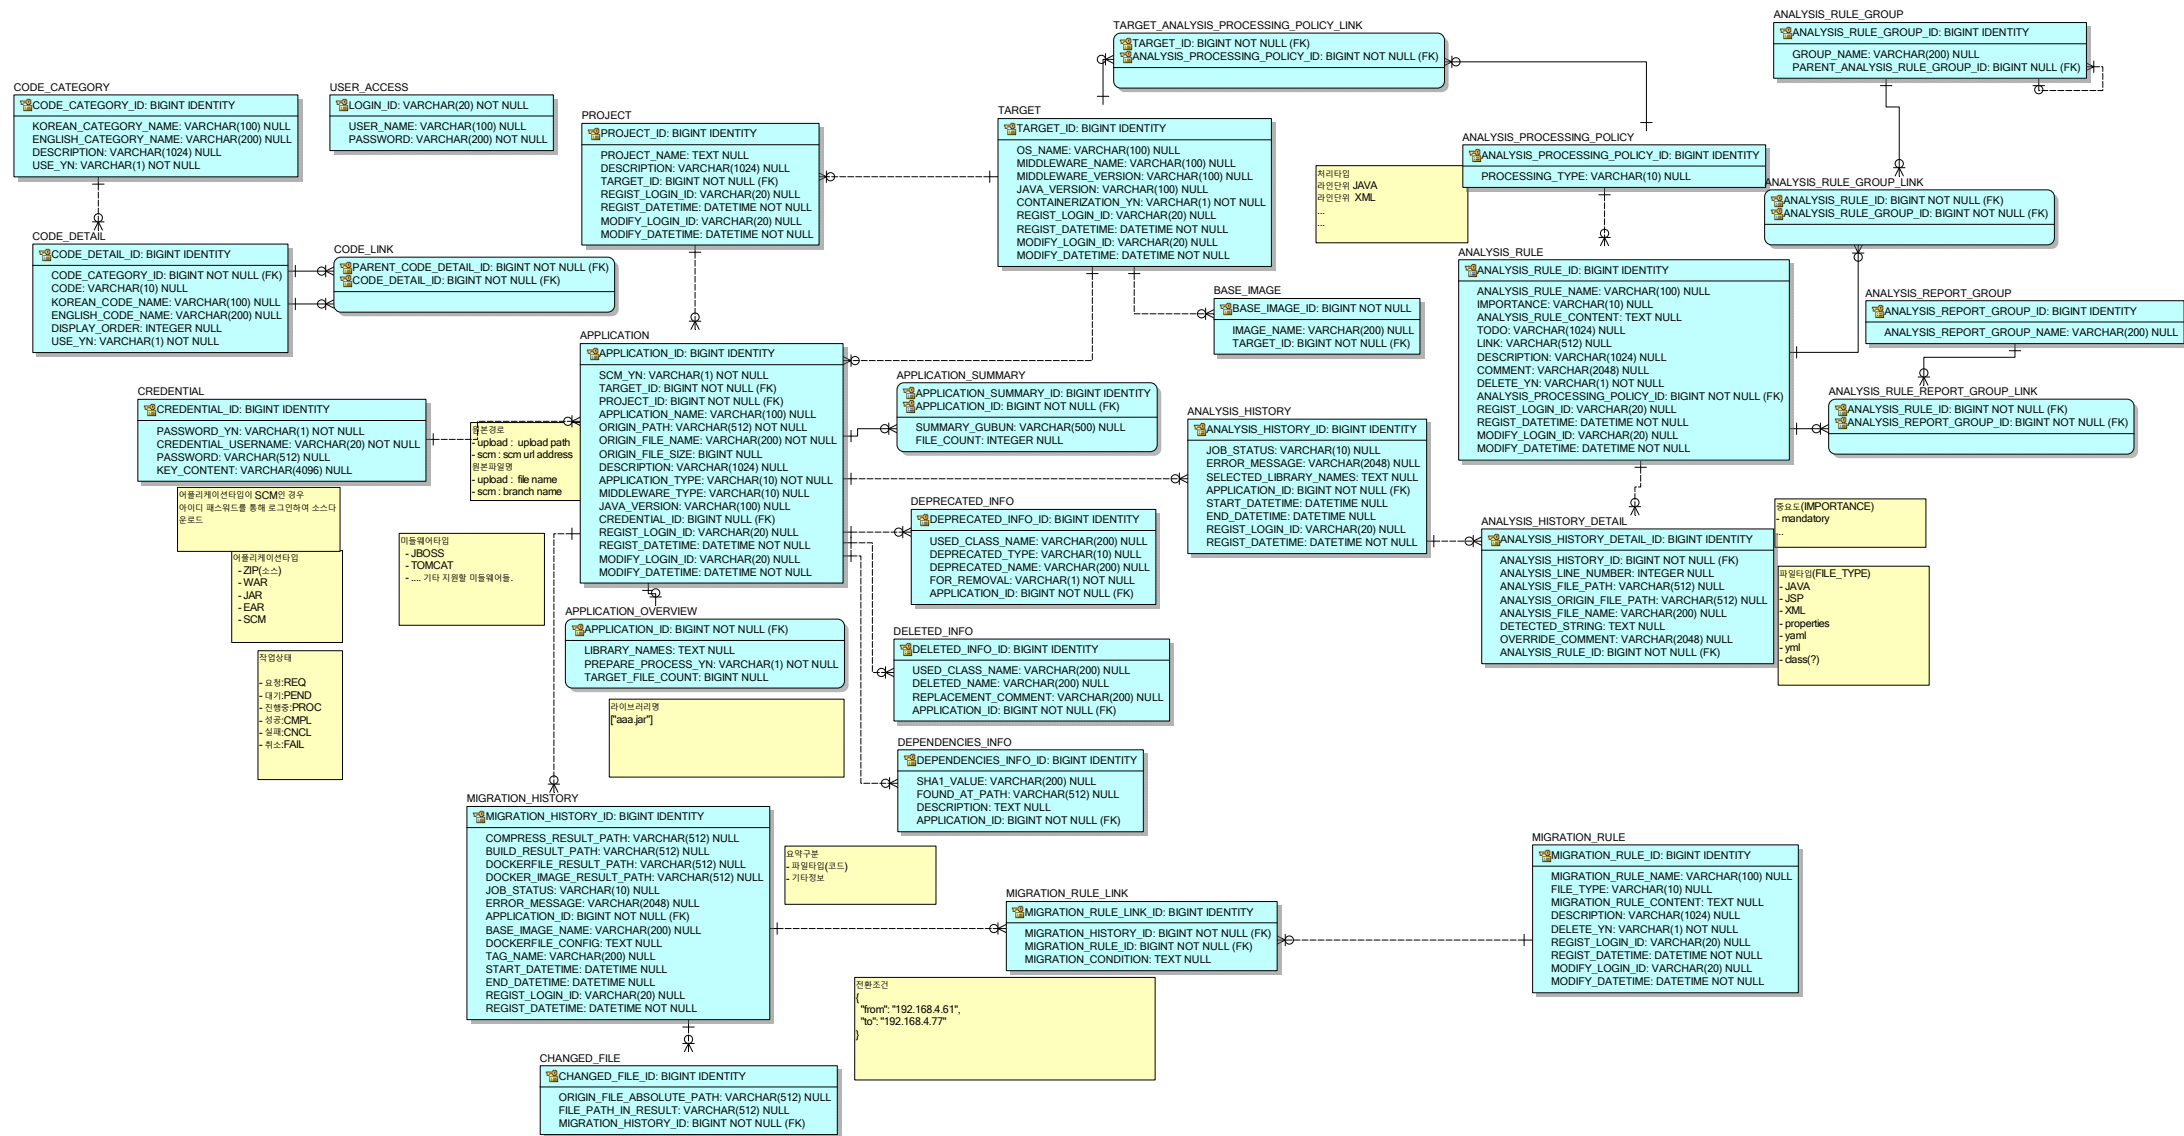 CODE_CATEGORY
CODE_CATEGORY_ID: BIGINT IDENTITY
KOREAN_CATEGORY_NAME: VARCHAR(100) NULL
ENGLISH_CATEGORY_NAME: VARCHAR(200) NULL
DESCRIPTION: VARCHAR(1024) NULL
USE_YN: VARCHAR(1) NOT NULL
USER_ACCESS
LOGIN_ID: VARCHAR(20) NOT NULL
USER_NAME: VARCHAR(100) NULL
PASSWORD: VARCHAR(200) NOT NULL
PROJECT
PROJECT_ID: BIGINT IDENTITY
PROJECT_NAME: TEXT NULL
DESCRIPTION: VARCHAR(1024) NULL
TARGET_ID: BIGINT NOT NULL (FK)
REGIST_LOGIN_ID: VARCHAR(20) NULL
REGIST_DATETIME: DATETIME NOT NULL
MODIFY_LOGIN_ID: VARCHAR(20) NULL
MODIFY_DATETIME: DATETIME NOT NULL
TARGET_ANALYSIS_PROCESSING_POLICY_LINK
TARGET_ID: BIGINT NOT NULL (FK)
ANALYSIS_PROCESSING_POLICY_ID: BIGINT NOT NULL (FK)
TARGET
TARGET_ID: BIGINT IDENTITY
OS_NAME: VARCHAR(100) NULL
MIDDLEWARE_NAME: VARCHAR(100) NULL
MIDDLEWARE_VERSION: VARCHAR(100) NULL
JAVA_VERSION: VARCHAR(100) NULL
CONTAINERIZATION_YN: VARCHAR(1) NOT NULL
REGIST_LOGIN_ID: VARCHAR(20) NULL
REGIST_DATETIME: DATETIME NOT NULL
MODIFY_LOGIN_ID: VARCHAR(20) NULL
MODIFY_DATETIME: DATETIME NOT NULL
ANALYSIS_RULE_GROUP
ANALYSIS_RULE_GROUP_ID: BIGINT IDENTITY
GROUP_NAME: VARCHAR(200) NULL
PARENT_ANALYSIS_RULE_GROUP_ID: BIGINT NULL (FK)
ANALYSIS_PROCESSING_POLICY
ANALYSIS_PROCESSING_POLICY_ID: BIGINT IDENTITY
PROCESSING_TYPE: VARCHAR(10) NULL
처리타입
라인단위 JAVA
라인단위 XML
...
...
ANALYSIS_RULE_GROUP_LINK
ANALYSIS_RULE_ID: BIGINT NOT NULL (FK)
ANALYSIS_RULE_GROUP_ID: BIGINT NOT NULL (FK)
CODE_DETAIL
CODE_DETAIL_ID: BIGINT IDENTITY
CODE_CATEGORY_ID: BIGINT NOT NULL (FK)
CODE: VARCHAR(10) NULL
KOREAN_CODE_NAME: VARCHAR(100) NULL
ENGLISH_CODE_NAME: VARCHAR(200) NULL
DISPLAY_ORDER: INTEGER NULL
USE_YN: VARCHAR(1) NOT NULL
CODE_LINK
PARENT_CODE_DETAIL_ID: BIGINT NOT NULL (FK)
CODE_DETAIL_ID: BIGINT NOT NULL (FK)
BASE_IMAGE
BASE_IMAGE_ID: BIGINT NOT NULL
IMAGE_NAME: VARCHAR(200) NULL
TARGET_ID: BIGINT NOT NULL (FK)
ANALYSIS_RULE
ANALYSIS_RULE_ID: BIGINT IDENTITY
ANALYSIS_RULE_NAME: VARCHAR(100) NULL
IMPORTANCE: VARCHAR(10) NULL
ANALYSIS_RULE_CONTENT: TEXT NULL
TODO: VARCHAR(1024) NULL
LINK: VARCHAR(512) NULL
DESCRIPTION: VARCHAR(1024) NULL
COMMENT: VARCHAR(2048) NULL
DELETE_YN: VARCHAR(1) NOT NULL
ANALYSIS_PROCESSING_POLICY_ID: BIGINT NOT NULL (FK)
REGIST_LOGIN_ID: VARCHAR(20) NULL
REGIST_DATETIME: DATETIME NOT NULL
MODIFY_LOGIN_ID: VARCHAR(20) NULL
MODIFY_DATETIME: DATETIME NOT NULL
ANALYSIS_REPORT_GROUP
ANALYSIS_REPORT_GROUP_ID: BIGINT IDENTITY
ANALYSIS_REPORT_GROUP_NAME: VARCHAR(200) NULL
ANALYSIS_RULE_REPORT_GROUP_LINK
ANALYSIS_RULE_ID: BIGINT NOT NULL (FK)
ANALYSIS_REPORT_GROUP_ID: BIGINT NOT NULL (FK)
APPLICATION
APPLICATION_ID: BIGINT IDENTITY
SCM_YN: VARCHAR(1) NOT NULL
TARGET_ID: BIGINT NOT NULL (FK)
PROJECT_ID: BIGINT NOT NULL (FK)
APPLICATION_NAME: VARCHAR(100) NULL
ORIGIN_PATH: VARCHAR(512) NOT NULL
ORIGIN_FILE_NAME: VARCHAR(200) NOT NULL
ORIGIN_FILE_SIZE: BIGINT NULL
DESCRIPTION: VARCHAR(1024) NULL
APPLICATION_TYPE: VARCHAR(10) NOT NULL
MIDDLEWARE_TYPE: VARCHAR(10) NULL
JAVA_VERSION: VARCHAR(100) NULL
CREDENTIAL_ID: BIGINT NULL (FK)
REGIST_LOGIN_ID: VARCHAR(20) NULL
REGIST_DATETIME: DATETIME NOT NULL
MODIFY_LOGIN_ID: VARCHAR(20) NULL
MODIFY_DATETIME: DATETIME NOT NULL
CREDENTIAL
CREDENTIAL_ID: BIGINT IDENTITY
PASSWORD_YN: VARCHAR(1) NOT NULL
CREDENTIAL_USERNAME: VARCHAR(20) NOT NULL
PASSWORD: VARCHAR(512) NULL
KEY_CONTENT: VARCHAR(4096) NULL
원본경로
- upload : upload path
- scm : scm url address
원본파일명
- upload : file name
- scm : branch name
APPLICATION_SUMMARY
APPLICATION_SUMMARY_ID: BIGINT IDENTITY
APPLICATION_ID: BIGINT NOT NULL (FK)
SUMMARY_GUBUN: VARCHAR(500) NULL
FILE_COUNT: INTEGER NULL
ANALYSIS_HISTORY
ANALYSIS_HISTORY_ID: BIGINT IDENTITY
JOB_STATUS: VARCHAR(10) NULL
ERROR_MESSAGE: VARCHAR(2048) NULL
SELECTED_LIBRARY_NAMES: TEXT NULL
APPLICATION_ID: BIGINT NOT NULL (FK)
START_DATETIME: DATETIME NULL
END_DATETIME: DATETIME NULL
REGIST_LOGIN_ID: VARCHAR(20) NULL
REGIST_DATETIME: DATETIME NOT NULL
어플리케이션타입이 SCM인 경우
아이디 패스워드를 통해 로그인하여 소스다
운로드
어플리케이션타입
- ZIP(소스)
- WAR
- JAR
- EAR
- SCM
미들웨어타입
- JBOSS
- TOMCAT
- .... 기타 지원할 미들웨어들.
DEPRECATED_INFO
DEPRECATED_INFO_ID: BIGINT IDENTITY
USED_CLASS_NAME: VARCHAR(200) NULL
DEPRECATED_TYPE: VARCHAR(10) NULL
DEPRECATED_NAME: VARCHAR(200) NULL
FOR_REMOVAL: VARCHAR(1) NOT NULL
APPLICATION_ID: BIGINT NOT NULL (FK)
ANALYSIS_HISTORY_DETAIL
ANALYSIS_HISTORY_DETAIL_ID: BIGINT IDENTITY
ANALYSIS_HISTORY_ID: BIGINT NOT NULL (FK)
ANALYSIS_LINE_NUMBER: INTEGER NULL
ANALYSIS_FILE_PATH: VARCHAR(512) NULL
ANALYSIS_ORIGIN_FILE_PATH: VARCHAR(512) NULL
ANALYSIS_FILE_NAME: VARCHAR(200) NULL
DETECTED_STRING: TEXT NULL
OVERRIDE_COMMENT: VARCHAR(2048) NULL
ANALYSIS_RULE_ID: BIGINT NOT NULL (FK)
중요도(IMPORTANCE)
- mandatory
...
파일타입(FILE_TYPE)
- JAVA
- JSP
- XML
- properties
- yaml
- yml
- class(?)
작업상태
- 요청:REQ
- 대기:PEND
- 진행중:PROC
- 성공:CMPL
- 실패:CNCL
- 취소:FAIL
APPLICATION_OVERVIEW
APPLICATION_ID: BIGINT NOT NULL (FK)
LIBRARY_NAMES: TEXT NULL
PREPARE_PROCESS_YN: VARCHAR(1) NOT NULL
TARGET_FILE_COUNT: BIGINT NULL
라이브러리명
["aaa.jar"]
DELETED_INFO
DELETED_INFO_ID: BIGINT IDENTITY
USED_CLASS_NAME: VARCHAR(200) NULL
DELETED_NAME: VARCHAR(200) NULL
REPLACEMENT_COMMENT: VARCHAR(200) NULL
APPLICATION_ID: BIGINT NOT NULL (FK)
DEPENDENCIES_INFO
DEPENDENCIES_INFO_ID: BIGINT IDENTITY
SHA1_VALUE: VARCHAR(200) NULL
FOUND_AT_PATH: VARCHAR(512) NULL
DESCRIPTION: TEXT NULL
APPLICATION_ID: BIGINT NOT NULL (FK)
MIGRATION_HISTORY
MIGRATION_HISTORY_ID: BIGINT IDENTITY
COMPRESS_RESULT_PATH: VARCHAR(512) NULL
BUILD_RESULT_PATH: VARCHAR(512) NULL
DOCKERFILE_RESULT_PATH: VARCHAR(512) NULL
DOCKER_IMAGE_RESULT_PATH: VARCHAR(512) NULL
JOB_STATUS: VARCHAR(10) NULL
ERROR_MESSAGE: VARCHAR(2048) NULL
APPLICATION_ID: BIGINT NOT NULL (FK)
BASE_IMAGE_NAME: VARCHAR(200) NULL
DOCKERFILE_CONFIG: TEXT NULL
TAG_NAME: VARCHAR(200) NULL
START_DATETIME: DATETIME NULL
END_DATETIME: DATETIME NULL
REGIST_LOGIN_ID: VARCHAR(20) NULL
REGIST_DATETIME: DATETIME NOT NULL
요약구분
- 파일타입(코드)
- 기타정보
MIGRATION_RULE_LINK
MIGRATION_RULE_LINK_ID: BIGINT IDENTITY
MIGRATION_HISTORY_ID: BIGINT NOT NULL (FK)
MIGRATION_RULE_ID: BIGINT NOT NULL (FK)
MIGRATION_CONDITION: TEXT NULL
MIGRATION_RULE
MIGRATION_RULE_ID: BIGINT IDENTITY
MIGRATION_RULE_NAME: VARCHAR(100) NULL
FILE_TYPE: VARCHAR(10) NULL
MIGRATION_RULE_CONTENT: TEXT NULL
DESCRIPTION: VARCHAR(1024) NULL
DELETE_YN: VARCHAR(1) NOT NULL
REGIST_LOGIN_ID: VARCHAR(20) NULL
REGIST_DATETIME: DATETIME NOT NULL
MODIFY_LOGIN_ID: VARCHAR(20) NULL
MODIFY_DATETIME: DATETIME NOT NULL
전환조건
{
"from": "192.168.4.61",
"to": "192.168.4.77"
}
CHANGED_FILE
CHANGED_FILE_ID: BIGINT IDENTITY
ORIGIN_FILE_ABSOLUTE_PATH: VARCHAR(512) NULL
FILE_PATH_IN_RESULT: VARCHAR(512) NULL
MIGRATION_HISTORY_ID: BIGINT NOT NULL (FK)